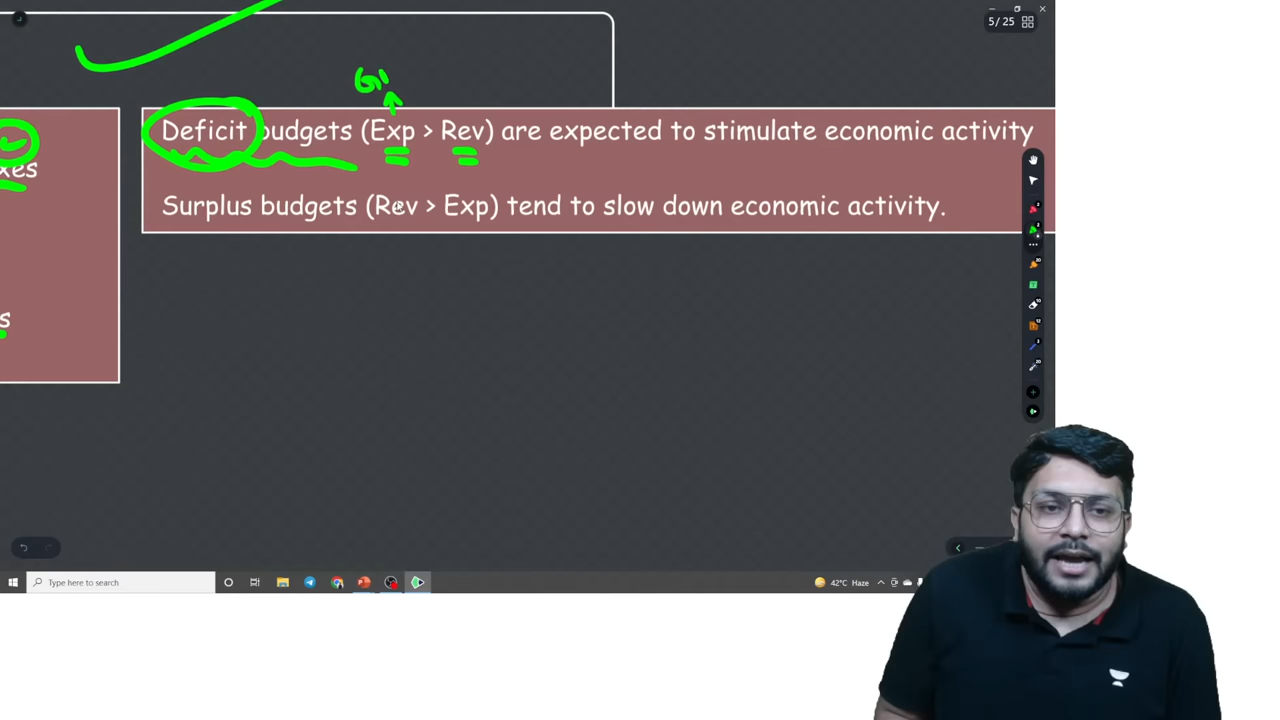 5/ 25
Deficit budgets (Exp > Rev) are expected to stimulate economic activity
xes
Surplus budgets (Rev > Exp) tend to slow down economic activity.
s
Type here to search
42°C Haze